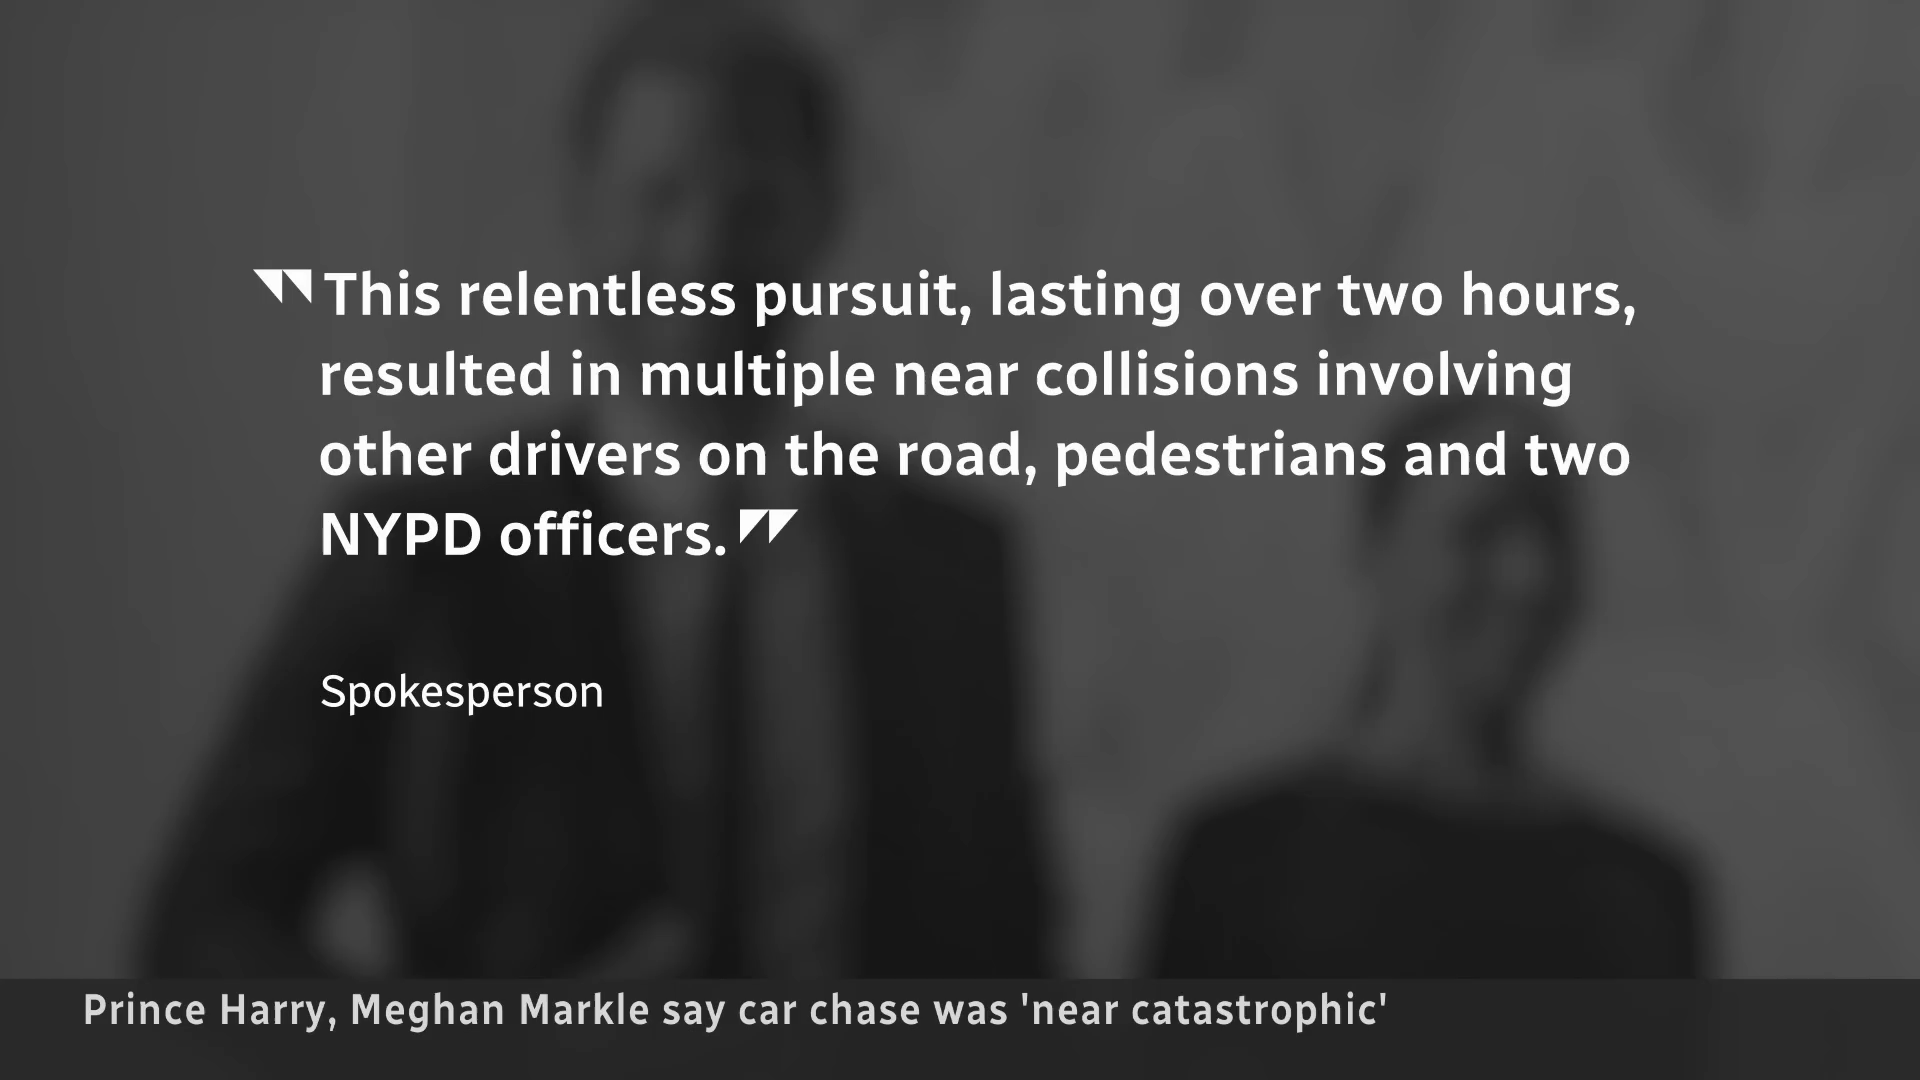 "This relentless pursuit, lasting over two hours,
resulted in multiple near collisions involving
other drivers on the road, pedestrians and two
NYPD officers."
Spokesperson
Prince Harry, Meghan Markle say car chase was 'near catastrophic'